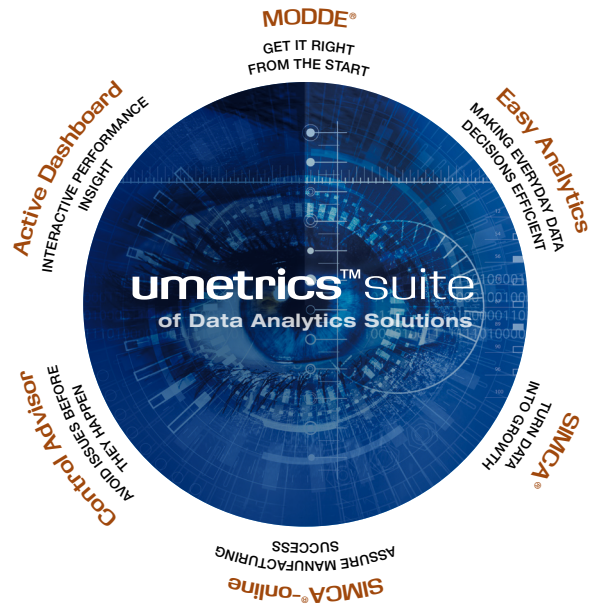 MODDE®
GET IT RIGHT
FROM THE START
Easy Analytics
MAKING EVERYDAY DATA
DECISIONS EFFICIENT
SIMCA®
TURN DATA
INTO GROWTH
SIMCA®-online
ASSURE MANUFACTURING
SUCCESS
Control Advisor
AVOID ISSUES BEFORE
THEY HAPPEN
Active Dashboard
INTERACTIVE PERFORMANCE
INSIGHT
umetrics™ suite
of Data Analytics Solutions